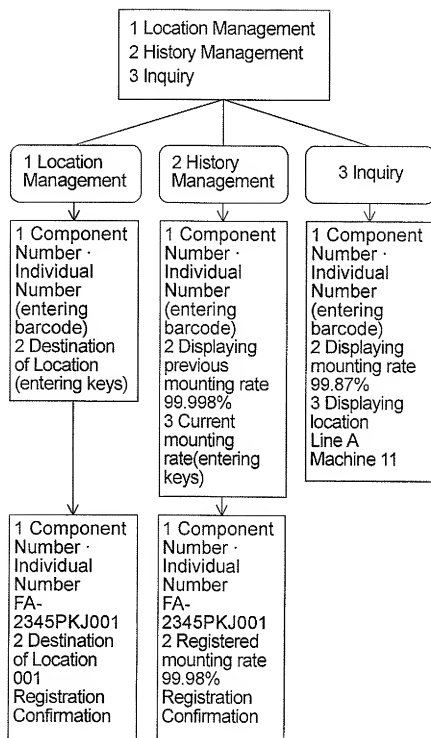 1 Location Management
2 History Management
3 Inquiry
1 Location
Management
2 History
Management
3 Inquiry
1 Component
Number ·
Individual
Number
(entering
barcode)
2 Destination
of Location
(entering keys)
1 Component
Number ·
Individual
Number
(entering
barcode)
2 Displaying
previous
mounting rate
99.998%
3 Current
mounting
rate(entering
keys)
1 Component
Number ·
Individual
Number
(entering
barcode)
2 Displaying
mounting rate
99.87%
3 Displaying
location
Line A
Machine 11
1 Component
Number ·
Individual
Number
FA-
2345PKJ001
2 Destination
of Location
001
Registration
Confirmation
1 Component
Number ·
Individual
Number
FA-
2345PKJ001
2 Registered
mounting rate
99.98%
Registration
Confirmation